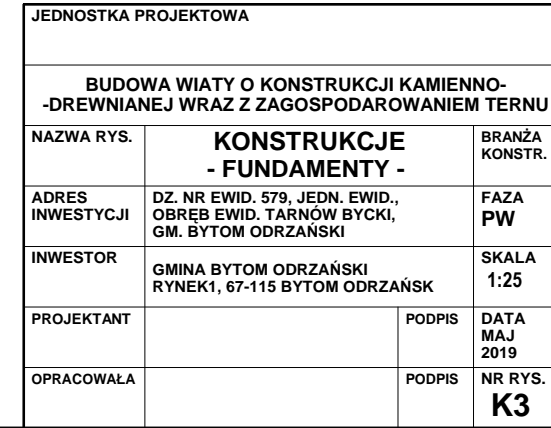 JEDNOSTKA PROJEKTOWA
BUDOWA WIATY O KONSTRUKCJI KAMIENNO-
-DREWNIANEJ WRAZ Z ZAGOSPODAROWANIEM TERNU
NAZWA RYS.
KONSTRUKCJE
- FUNDAMENTY -
BRANŻA
KONSTR.
ADRES
INWESTYCJI
DZ. NR EWID. 579, JEDN. EWID.,
OBRĘB EWID. TARNÓW BYCKI,
GM. BYTOM ODRZAŃSKI
FAZA
PW
INWESTOR
GMINA BYTOM ODRZAŃSKI
RYNEK1, 67-115 BYTOM ODRZAŃSK
SKALA
1:25
PROJEKTANT
PODPIS
DATA
MAJ
2019
OPRACOWAŁA
PODPIS
NR RYS.
K3